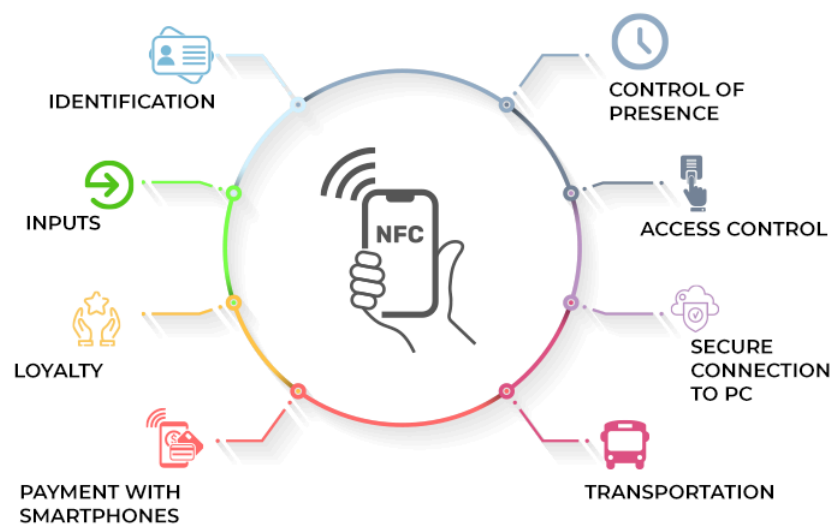 IDENTIFICATION
CONTROL OF
PRESENCE
INPUTS
NFC
ACCESS CONTROL
LOYALTY
SECURE
CONNECTION
TO PC
PAYMENT WITH
SMARTPHONES
TRANSPORTATION